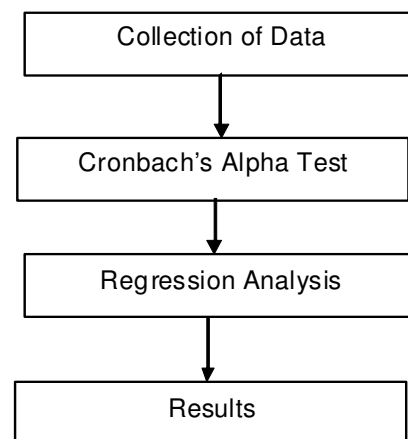 Collection of Data
Cronbach's Alpha Test
Regression Analysis
Results